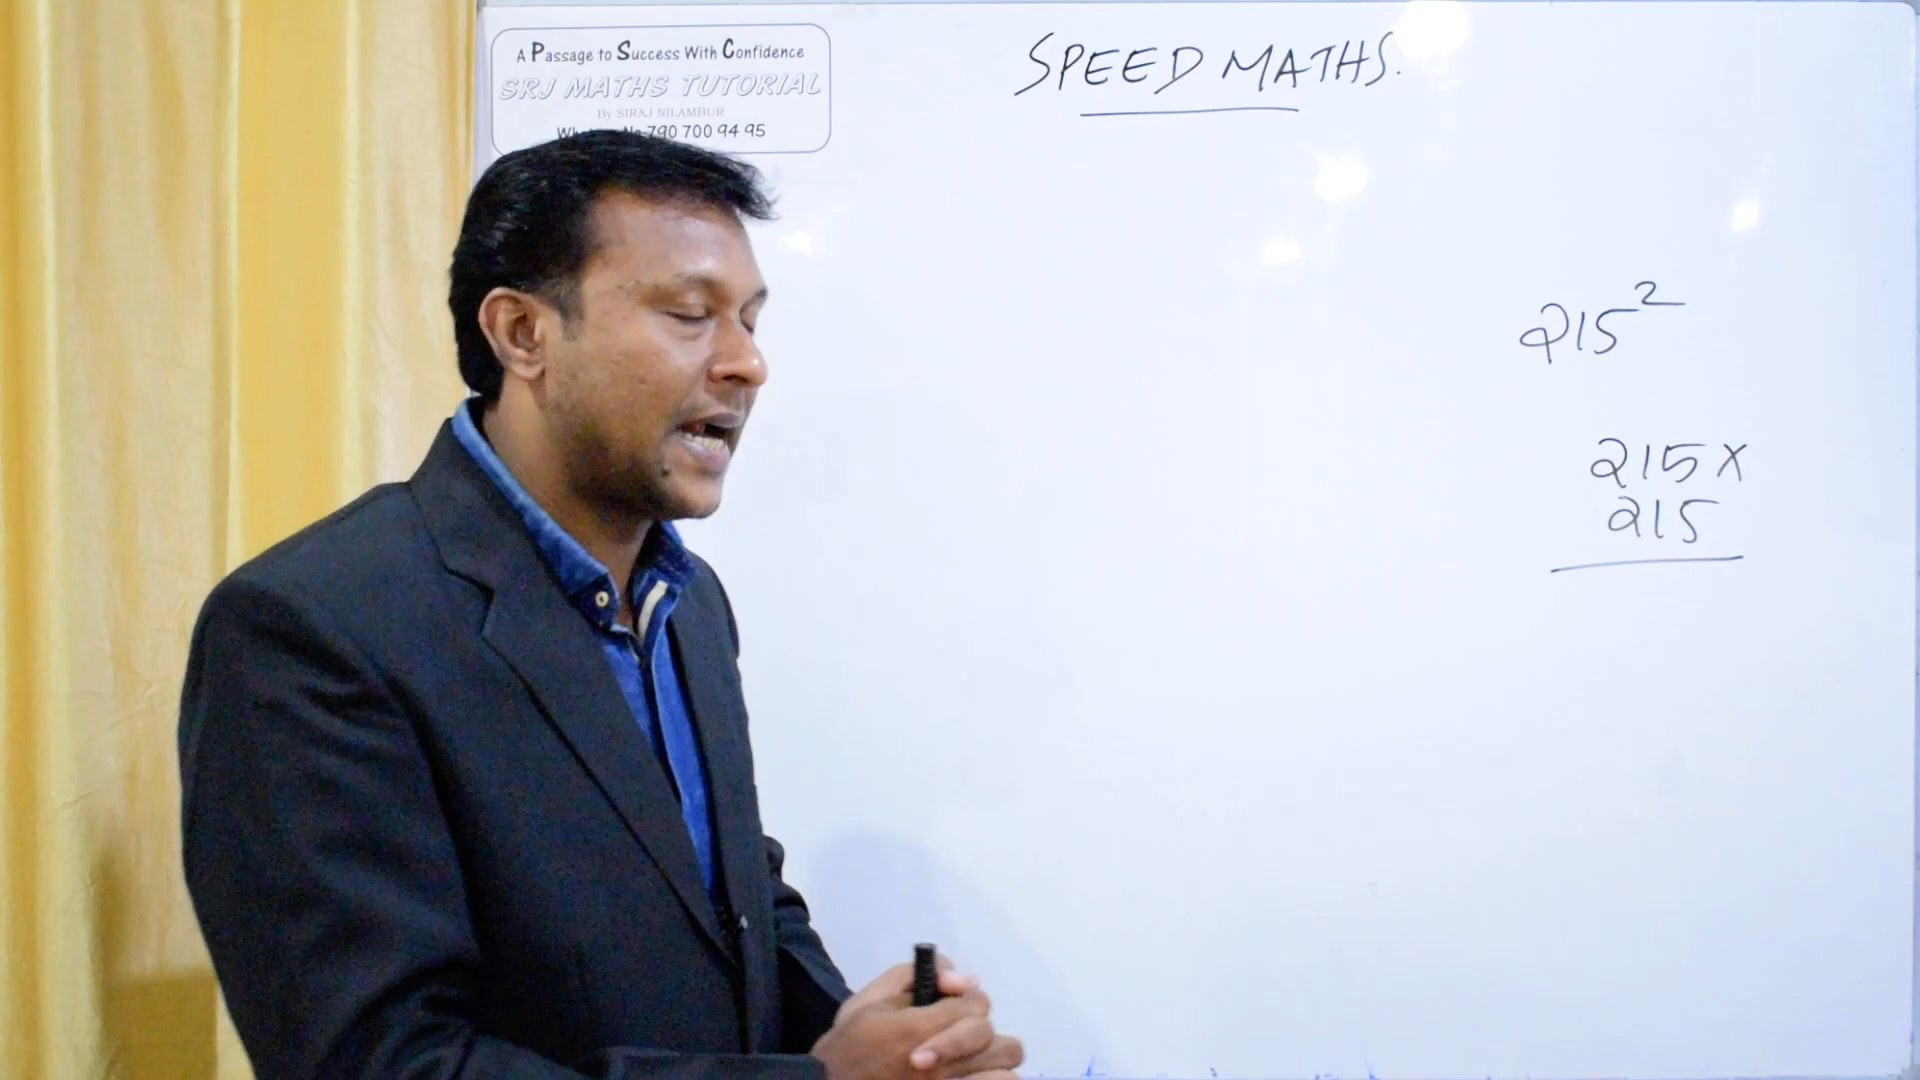 A Passage to Success With Confidence
SRJ MATHS TUTORIAL
By SIRAJ NILAMBUR
790 700 94 95
SPEED MATHS.
215²
215 x
215